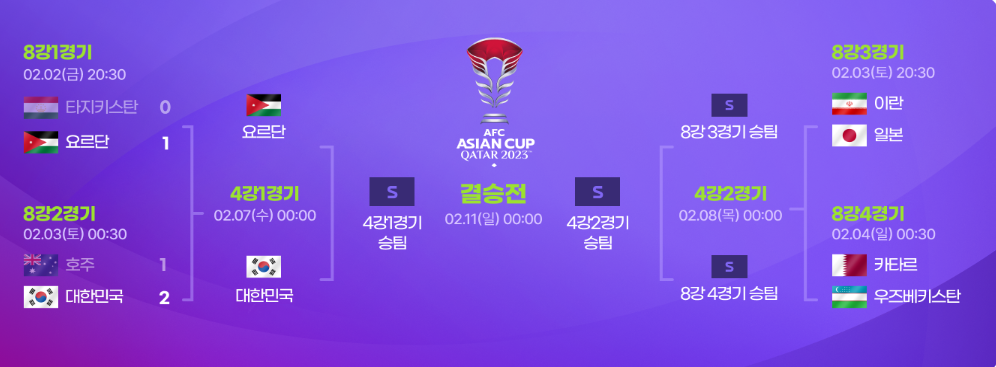 8강1경기
02.02(금) 20:30
타지키스탄 0
요르단 1
8강2경기
02.03(토) 00:30
호주 1
대한민국 2
요르단
4강1경기
02.07(수) 00:00
대한민국
S
4강1경기
승팀
AFC
ASIAN CUP
QATAR 2023™
결승전
02.11(일) 00:00
S
4강2경기
승팀
S
8강 3경기 승팀
4강2경기
02.08(목) 00:00
S
8강 4경기 승팀
8강3경기
02.03(토) 20:30
이란
일본
8강4경기
02.04(일) 00:30
카타르
우즈베키스탄